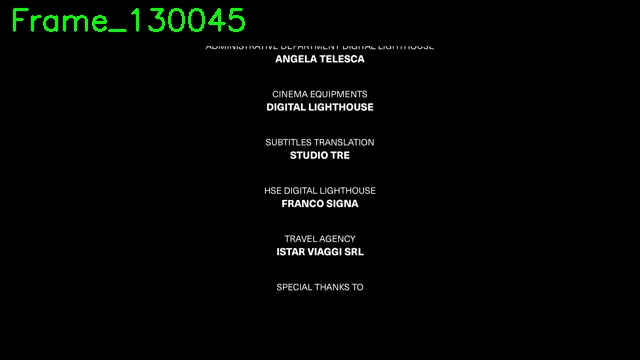 Frame_130045
ADMINISTRATIVE DEPARTMENT DIGITAL LIGHTHOUSE
ANGELA TELESCA
CINEMA EQUIPMENTS
DIGITAL LIGHTHOUSE
SUBTITLES TRANSLATION
STUDIO TRE
HSE DIGITAL LIGHTHOUSE
FRANCO SIGNA
TRAVEL AGENCY
ISTAR VIAGGI SRL
SPECIAL THANKS TO